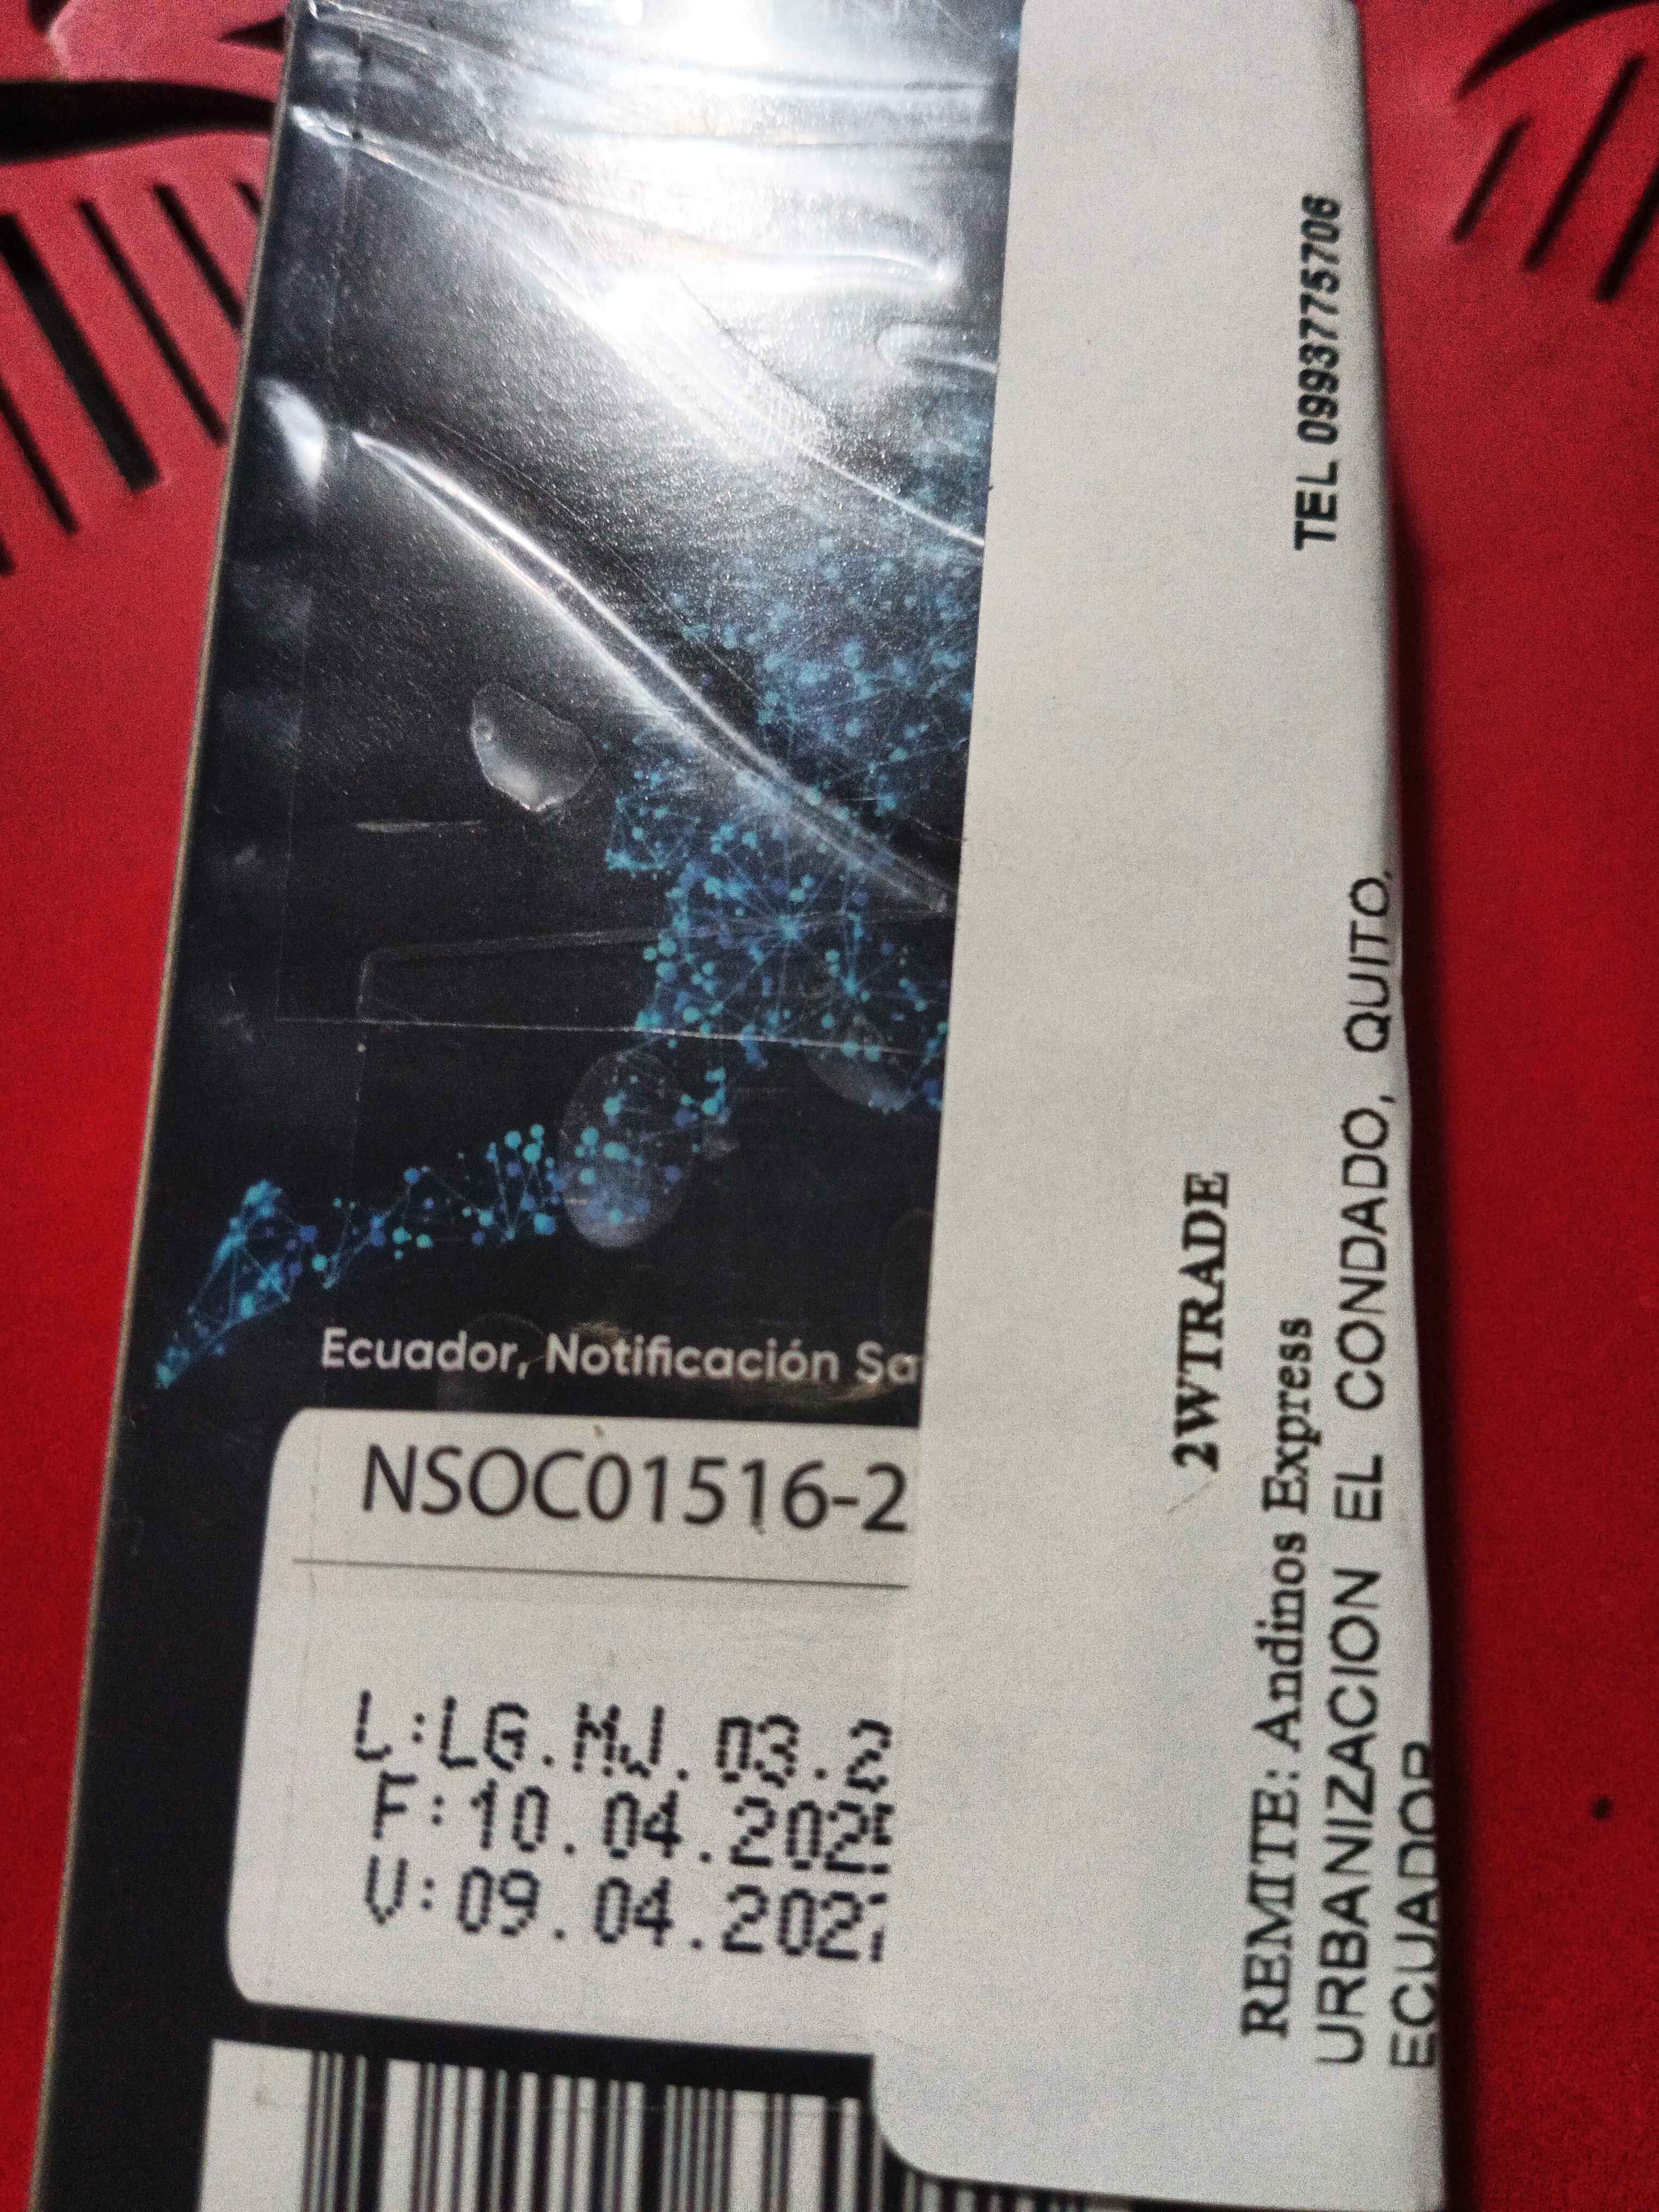 Ecuador, Notificación Sa
NSOC01516-2
L:LG.MJ.03.2
F:10.04.202
V:09.04.202
2WTRADE
REMITE: Andinos Express
TEL 0993775706
URBANIZACION EL CONDADO, QUITO,
ECUADOR